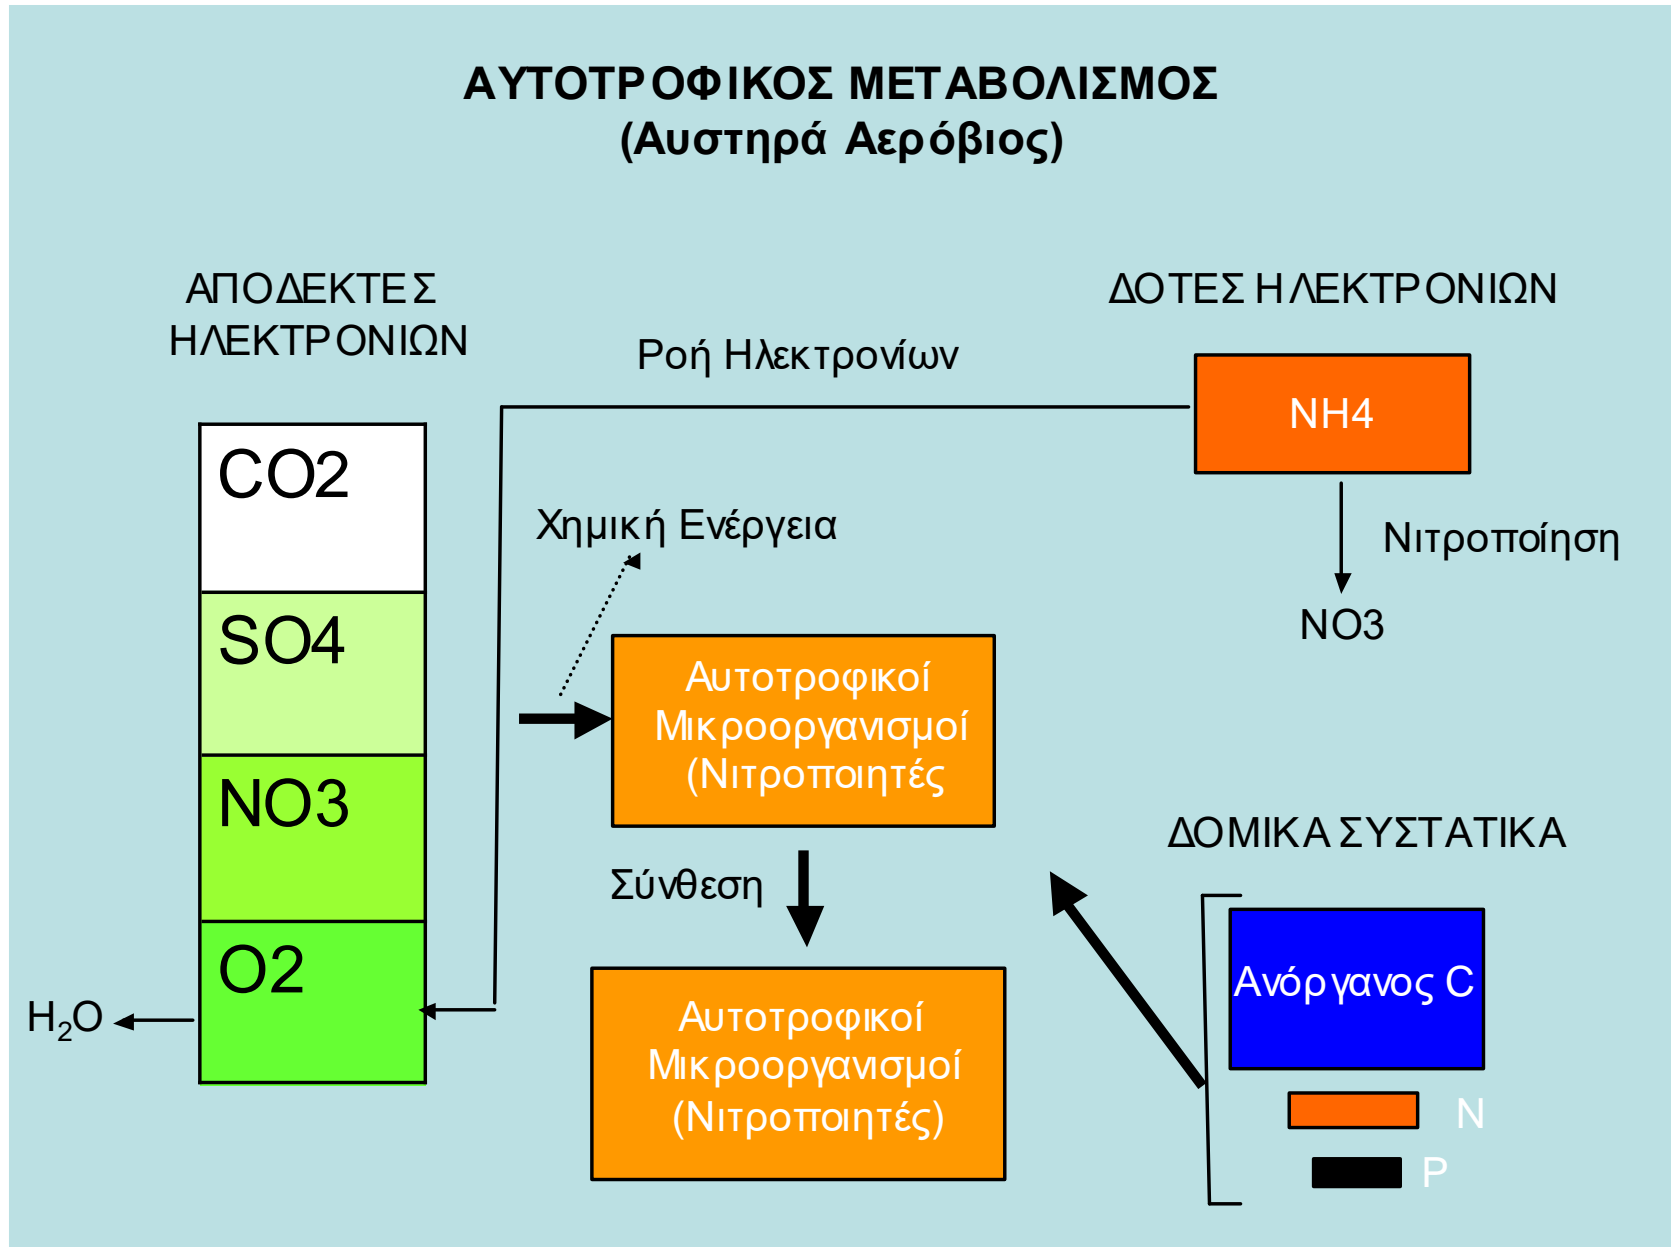 ΑΥΤΟΤΡΟΦΙΚΟΣ ΜΕΤΑΒΟΛΙΣΜΟΣ
(Αυστηρά Αερόβιος)
ΑΠΟΔΕΚΤΕΣ
ΗΛΕΚΤΡΟΝΙΩΝ
ΔΟΤΕΣ ΗΛΕΚΤΡΟΝΙΩΝ
Ροή Ηλεκτρονίων
NH4
CO2
Χημική Ενέργεια
Νιτροποίηση
NO3
SO4
Αυτοτροφικοί
Μικροοργανισμοί
(Νιτροποιητές
NO3
ΔΟΜΙΚΑ ΣΥΣΤΑΤΙΚΑ
Σύνθεση
O2
Ανόργανος C
H₂O
Αυτοτροφικοί
Μικροοργανισμοί
(Νιτροποιητές)
N
P